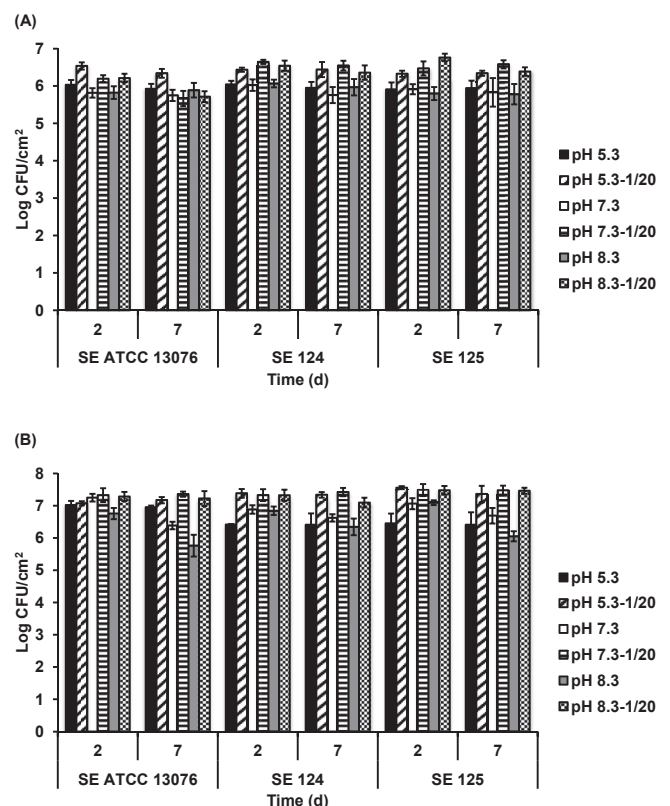 (A)
7
6
5
4
3
2
1
0
Log CFU/cm²
2 7 2 7 2 7
SE ATCC 13076 SE 124 SE 125
Time (d)
pH 5.3
pH 5.3-1/20
pH 7.3
pH 7.3-1/20
pH 8.3
pH 8.3-1/20
(B)
8
7
6
5
4
3
2
1
0
Log CFU/cm²
2 7 2 7 2 7
SE ATCC 13076 SE 124 SE 125
Time (d)
pH 5.3
pH 5.3-1/20
pH 7.3
pH 7.3-1/20
pH 8.3
pH 8.3-1/20